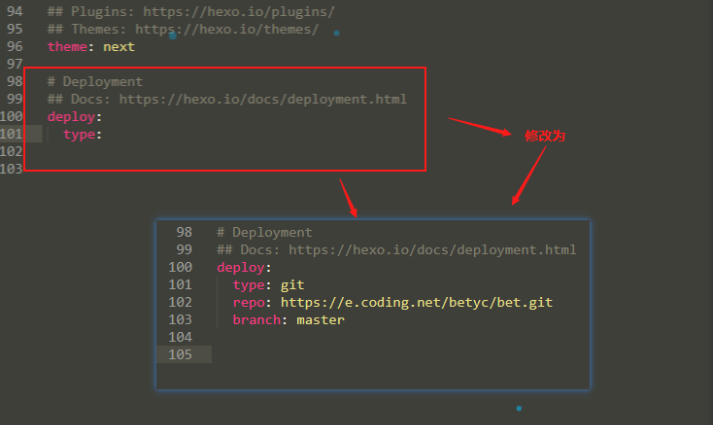 94 ## Plugins: https://hexo.io/plugins/
95 ## Themes: https://hexo.io/themes/
96 theme: next
97
98 # Deployment
99 ## Docs: https://hexo.io/docs/deployment.html
100 deploy:
101 type:
102
103
修改为
98 # Deployment
99 ## Docs: https://hexo.io/docs/deployment.html
100 deploy:
101 type: git
102 repo: https://e.coding.net/betyc/bet.git
103 branch: master
104
105